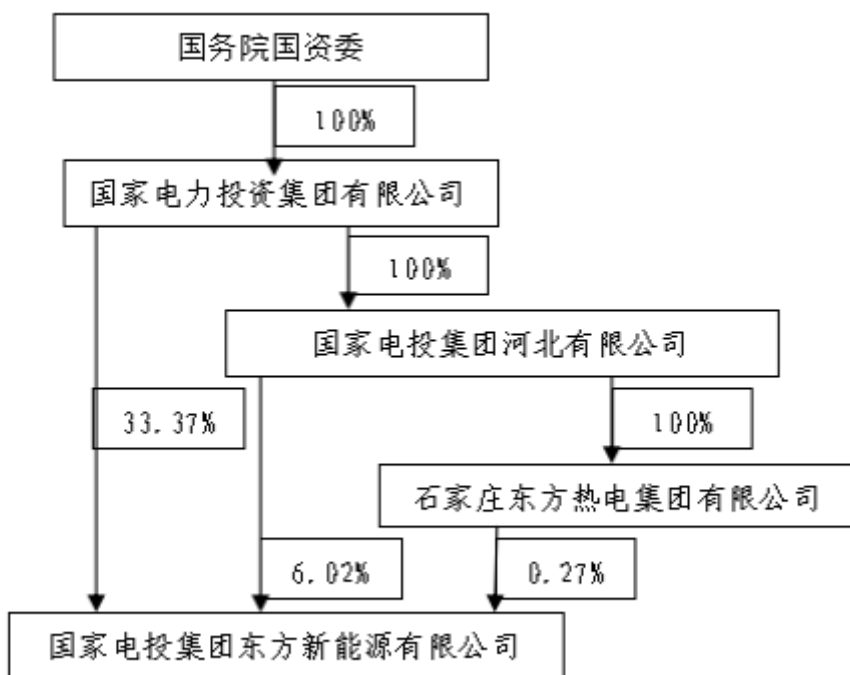 国务院国资委
100%
国家电力投资集团有限公司
100%
国家电投集团河北有限公司
33.37%
100%
石家庄东方热电集团有限公司
6.02%
0.27%
国家电投集团东方新能源有限公司